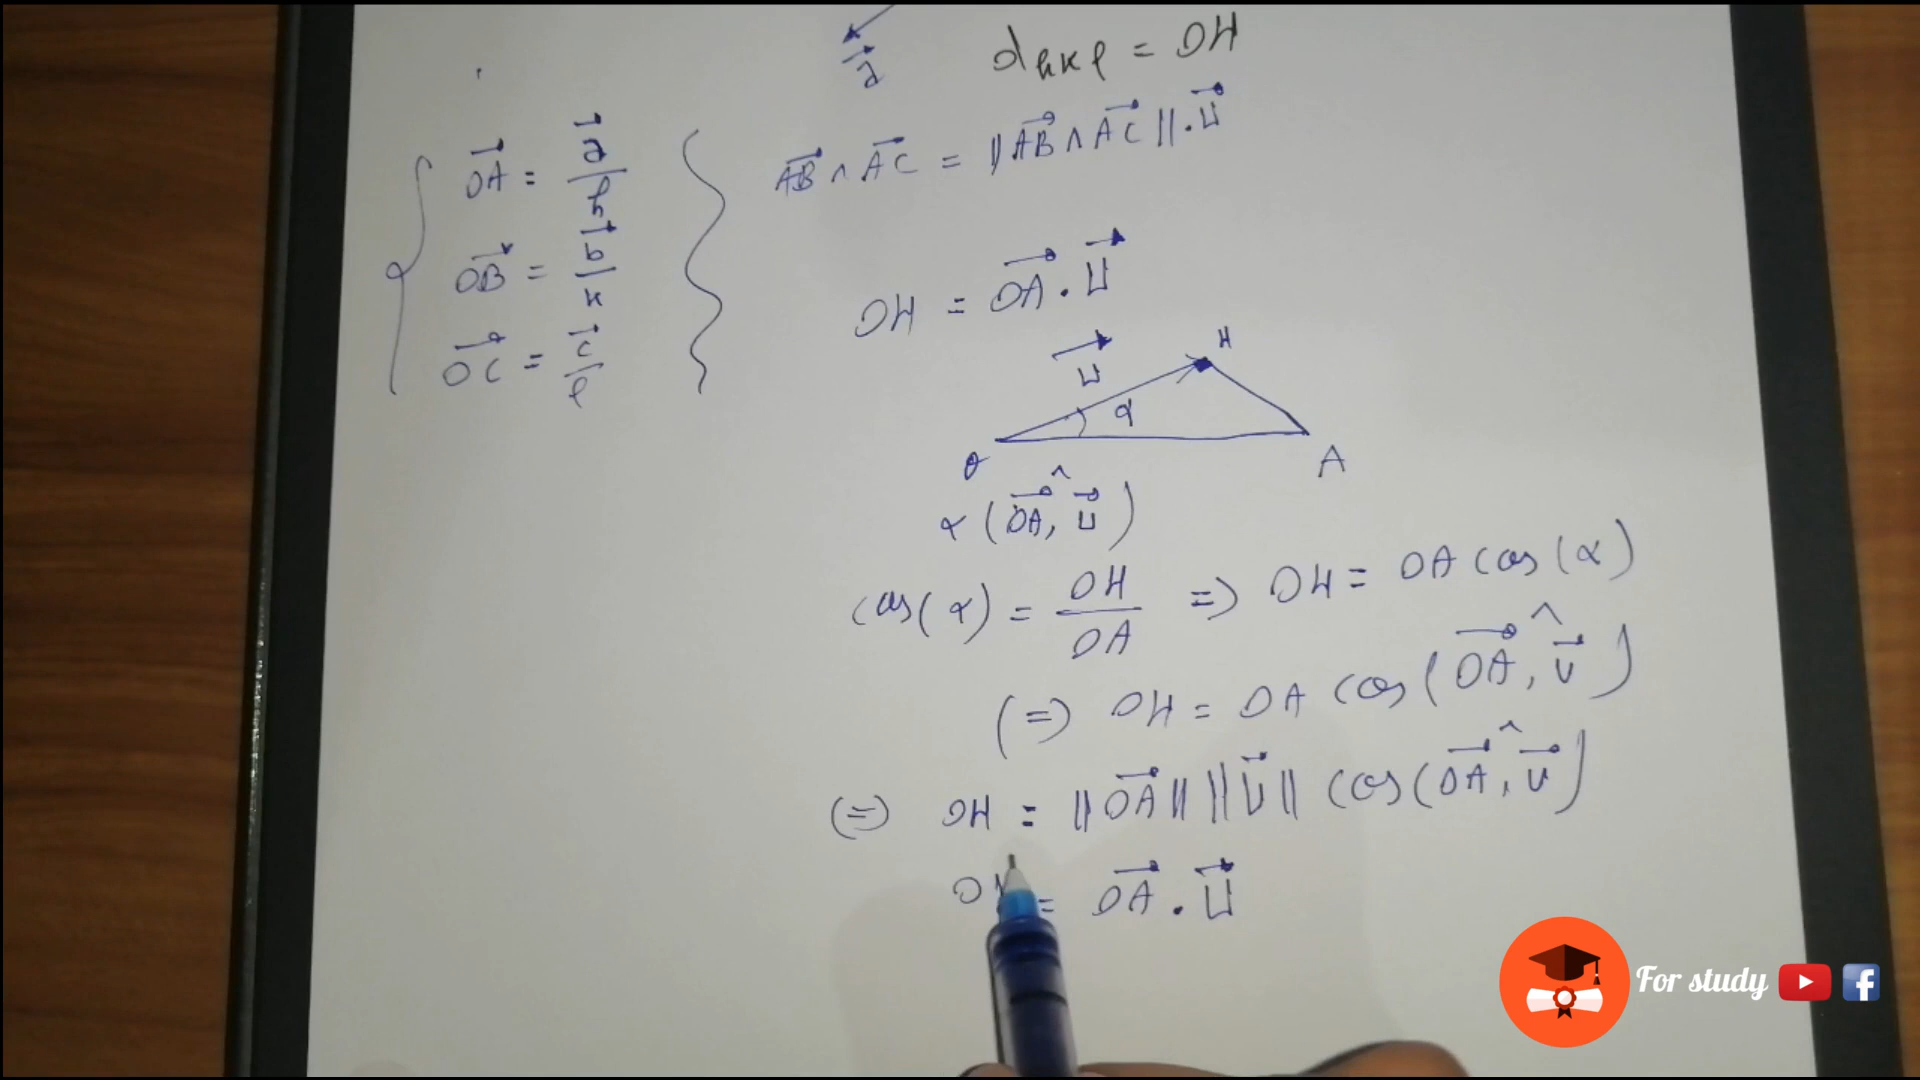 a⃗
d_hkl = OH
OA⃗ = a⃗/h
OB⃗ = b⃗/k
OC⃗ = c⃗/l
AB⃗ ∧ AC⃗ = ||AB⃗ ∧ AC⃗||.U⃗
OH = OA⃗ . U⃗
U⃗
H
α
O
A
α (OA⃗, U⃗)
cos(α) = OH/OA => OH = OA cos(α)
(=) OH = OA cos(OA⃗, U⃗)
(=) OH = ||OA⃗|| ||U⃗|| cos(OA⃗, U⃗)
OH = OA⃗ . U⃗
For study